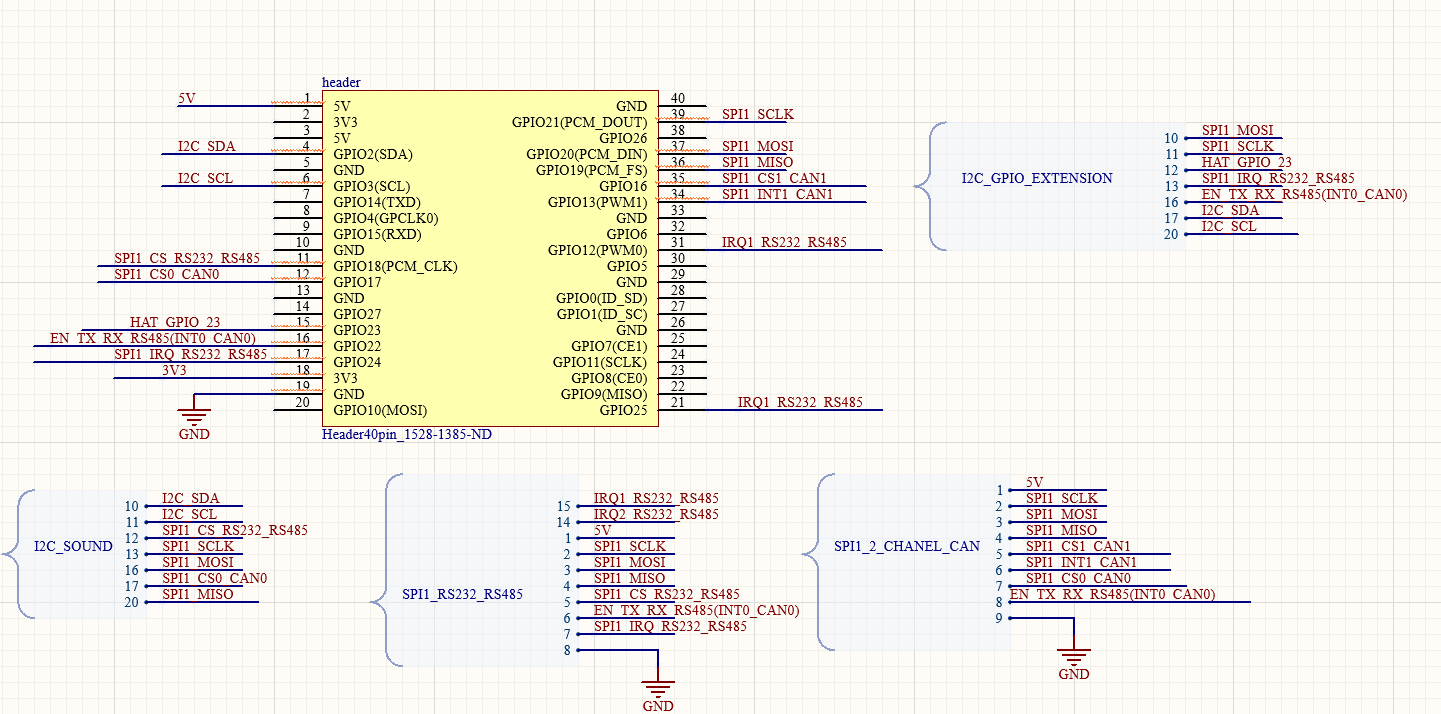 header
5V 1 5V GND 40
2 3V3 GPIO21(PCM_DOUT) 39 SPI1_SCLK
3 5V GPIO26 38
I2C_SDA 4 GPIO2(SDA) GPIO20(PCM_DIN) 37 SPI1_MOSI
5 GND GPIO19(PCM_FS) 36 SPI1_MISO
I2C_SCL 6 GPIO3(SCL) GPIO16 35 SPI1_CS1_CAN1
7 GPIO14(TXD) GPIO13(PWM1) 34 SPI1_INT1_CAN1
8 GPIO4(GPCLK0) GND 33
9 GPIO15(RXD) GPIO6 32
10 GND GPIO12(PWM0) 31 IRQ1_RS232_RS485
SPI1_CS_RS232_RS485 11 GPIO18(PCM_CLK) GPIO5 30
SPI1_CS0_CAN0 12 GPIO17 GND 29
13 GND GPIO0(ID_SD) 28
14 GPIO27 GPIO1(ID_SC) 27
HAT_GPIO_23 15 GPIO23 GND 26
EN_TX_RX_RS485(INT0_CAN0) 16 GPIO22 GPIO7(CE1) 25
SPI1_IRQ_RS232_RS485 17 GPIO24 GPIO11(SCLK) 24
3V3 18 3V3 GPIO8(CE0) 23
19 GND GPIO9(MISO) 22
20 GPIO10(MOSI) GPIO25 21 IRQ1_RS232_RS485
GND
Header40pin_1528-1385-ND
I2C_GPIO_EXTENSION
10 SPI1_MOSI
11 SPI1_SCLK
12 HAT_GPIO_23
13 SPI1_IRQ_RS232_RS485
16 EN_TX_RX_RS485(INT0_CAN0)
17 I2C_SDA
20 I2C_SCL
I2C_SOUND
10 I2C_SDA
11 I2C_SCL
12 SPI1_CS_RS232_RS485
13 SPI1_SCLK
16 SPI1_MOSI
17 SPI1_CS0_CAN0
20 SPI1_MISO
SPI1_RS232_RS485
15 IRQ1_RS232_RS485
14 IRQ2_RS232_RS485
1 5V
2 SPI1_SCLK
3 SPI1_MOSI
4 SPI1_MISO
5 SPI1_CS_RS232_RS485
6 EN_TX_RX_RS485(INT0_CAN0)
7 SPI1_IRQ_RS232_RS485
8
GND
SPI1_2_CHANEL_CAN
1 5V
2 SPI1_SCLK
3 SPI1_MOSI
4 SPI1_MISO
5 SPI1_CS1_CAN1
6 SPI1_INT1_CAN1
7 SPI1_CS0_CAN0
8 EN_TX_RX_RS485(INT0_CAN0)
9
GND